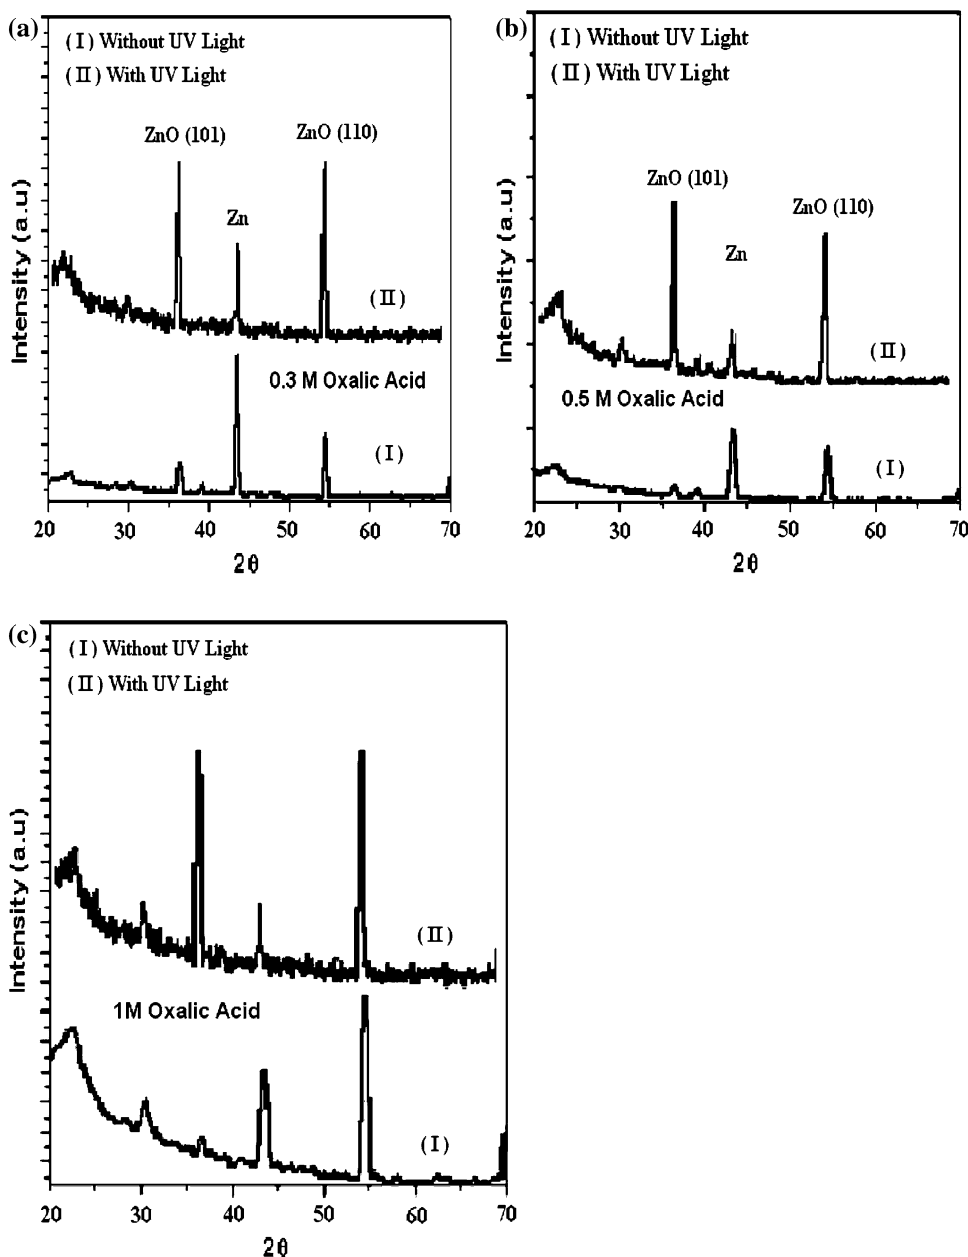 (a)
(I) Without UV Light
(II) With UV Light
ZnO (101)
ZnO (110)
Zn
(II)
0.3 M Oxalic Acid
(I)
Intensity (a.u)
20 30 40 50 60 70
2θ
(b)
(I) Without UV Light
(II) With UV Light
ZnO (101)
ZnO (110)
Zn
(II)
0.5 M Oxalic Acid
(I)
Intensity (a.u)
20 30 40 50 60 70
2θ
(c)
(I) Without UV Light
(II) With UV Light
(II)
1M Oxalic Acid
(I)
Intensity (a.u)
20 30 40 50 60 70
2θ